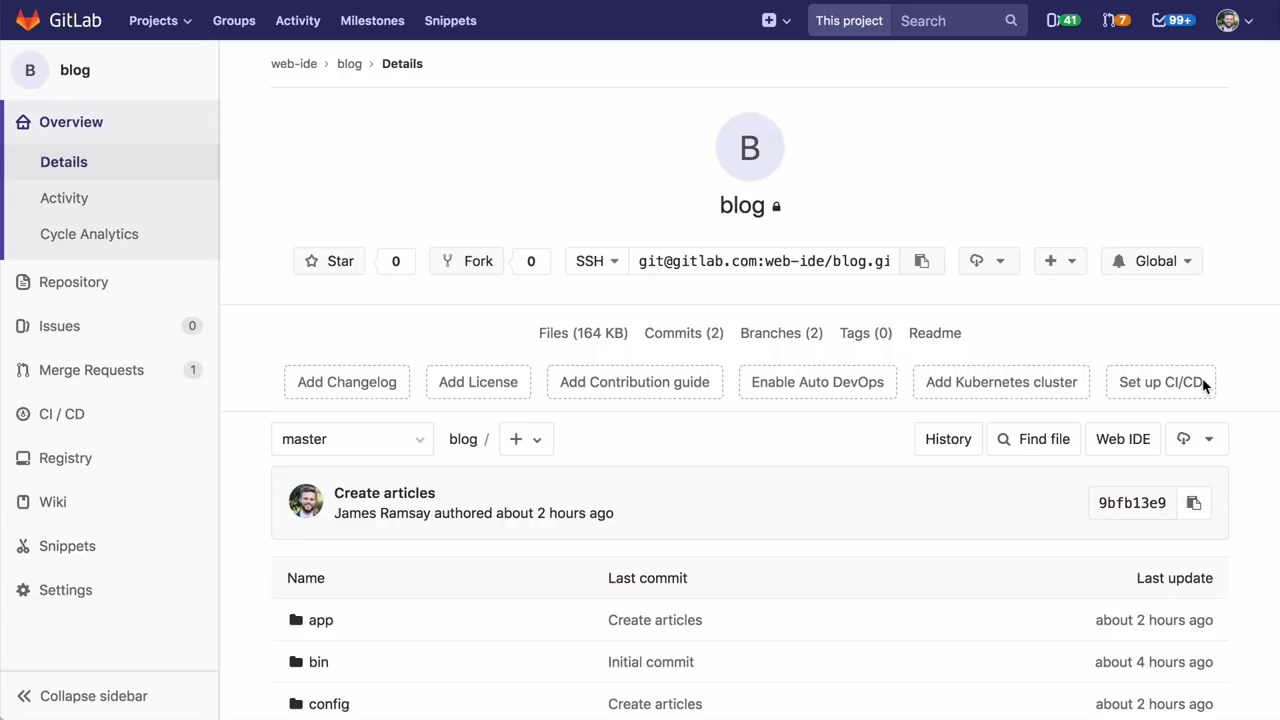 GitLab Projects Groups Activity Milestones Snippets This project Search 41 7 99+
B blog
Overview
Details
Activity
Cycle Analytics
Repository
Issues 0
Merge Requests 1
CI / CD
Registry
Wiki
Snippets
Settings
Collapse sidebar
web-ide › blog › Details
B
blog
Star 0 Fork 0 SSH git@gitlab.com:web-ide/blog.gi Global
Files (164 KB) Commits (2) Branches (2) Tags (0) Readme
Add Changelog Add License Add Contribution guide Enable Auto DevOps Add Kubernetes cluster Set up CI/CD
master blog / + History Find file Web IDE
Create articles
James Ramsay authored about 2 hours ago
9bfb13e9
Name Last commit Last update
app Create articles about 2 hours ago
bin Initial commit about 4 hours ago
config Create articles about 2 hours ago